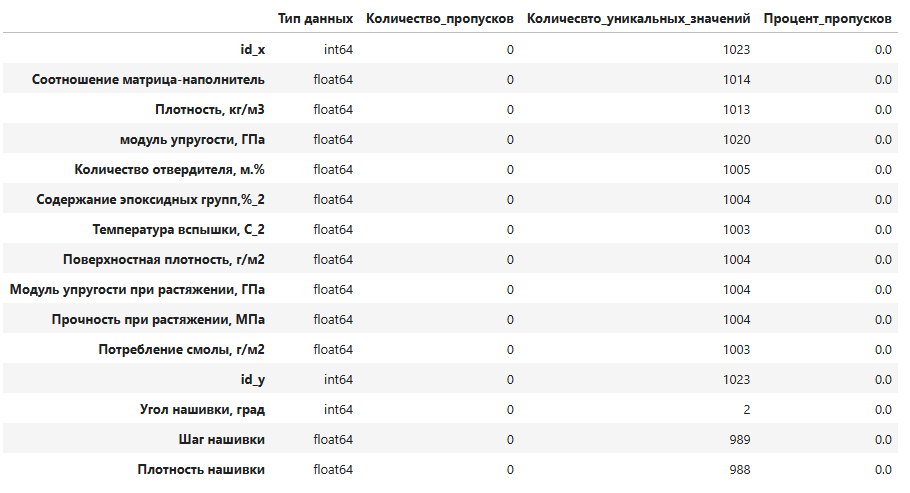 Тип данных Количество_пропусков Количесвто_уникальных_значений Процент_пропусков
id_x int64 0 1023 0.0
Соотношение матрица-наполнитель float64 0 1014 0.0
Плотность, кг/м3 float64 0 1013 0.0
модуль упругости, ГПа float64 0 1020 0.0
Количество отвердителя, м.% float64 0 1005 0.0
Содержание эпоксидных групп,%_2 float64 0 1004 0.0
Температура вспышки, С_2 float64 0 1003 0.0
Поверхностная плотность, г/м2 float64 0 1004 0.0
Модуль упругости при растяжении, ГПа float64 0 1004 0.0
Прочность при растяжении, МПа float64 0 1004 0.0
Потребление смолы, г/м2 float64 0 1003 0.0
id_y int64 0 1023 0.0
Угол нашивки, град int64 0 2 0.0
Шаг нашивки float64 0 989 0.0
Плотность нашивки float64 0 988 0.0